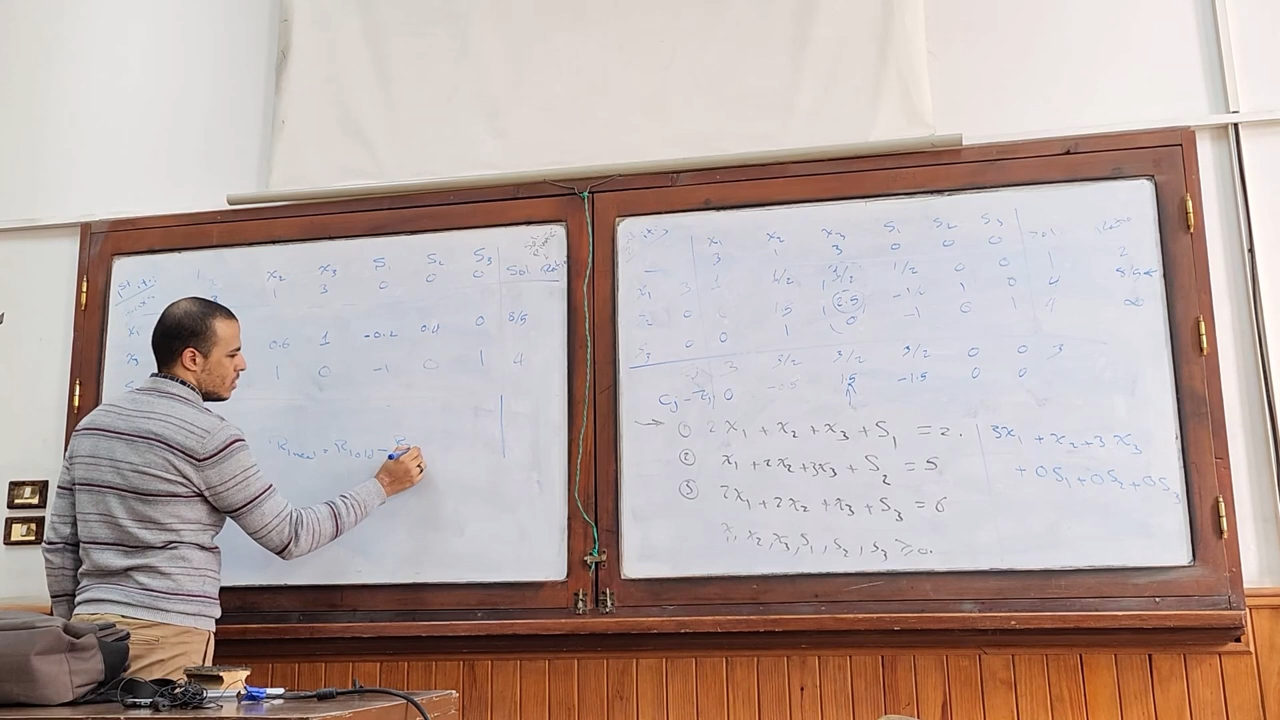 x₂ x₃ S₁ S₂ S₃ Sol Ratio
1 3 0 0 0
x₁
0.6 1 -0.2 0.4 0 8/5
1 0 -1 0 1 4
R₁new = R₁old -
x₁ x₂ x₃ S₁ S₂ S₃ Sol Ratio
3 1 3 0 0 0
x₁ 3 1 1/2 1/2 1/2 0 0 1 2
0 1.5 2.5 -1/2 1 0 4 8/5 ←
S₃ 0 0 1 0 -1 0 1 4 ∞
3 3/2 3/2 3/2 0 0 3
Cj - Zj 0 -0.5 1.5 -1.5 0 0
→ ① 2x₁ + x₂ + x₃ + S₁ = 2.
② x₁ + 2x₂ + 3x₃ + S₂ = 5
③ 2x₁ + 2x₂ + x₃ + S₃ = 6
x₁, x₂, x₃, S₁, S₂, S₃ ≥ 0.
3x₁ + x₂ + 3x₃
+ 0S₁ + 0S₂ + 0S₃